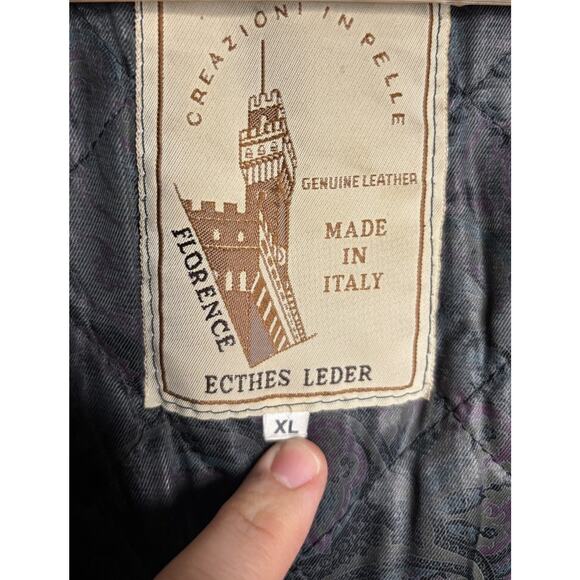 CREAZIONI IN PELLE
GENUINE LEATHER
MADE
IN
ITALY
FLORENCE
ECTHES LEDER
XL